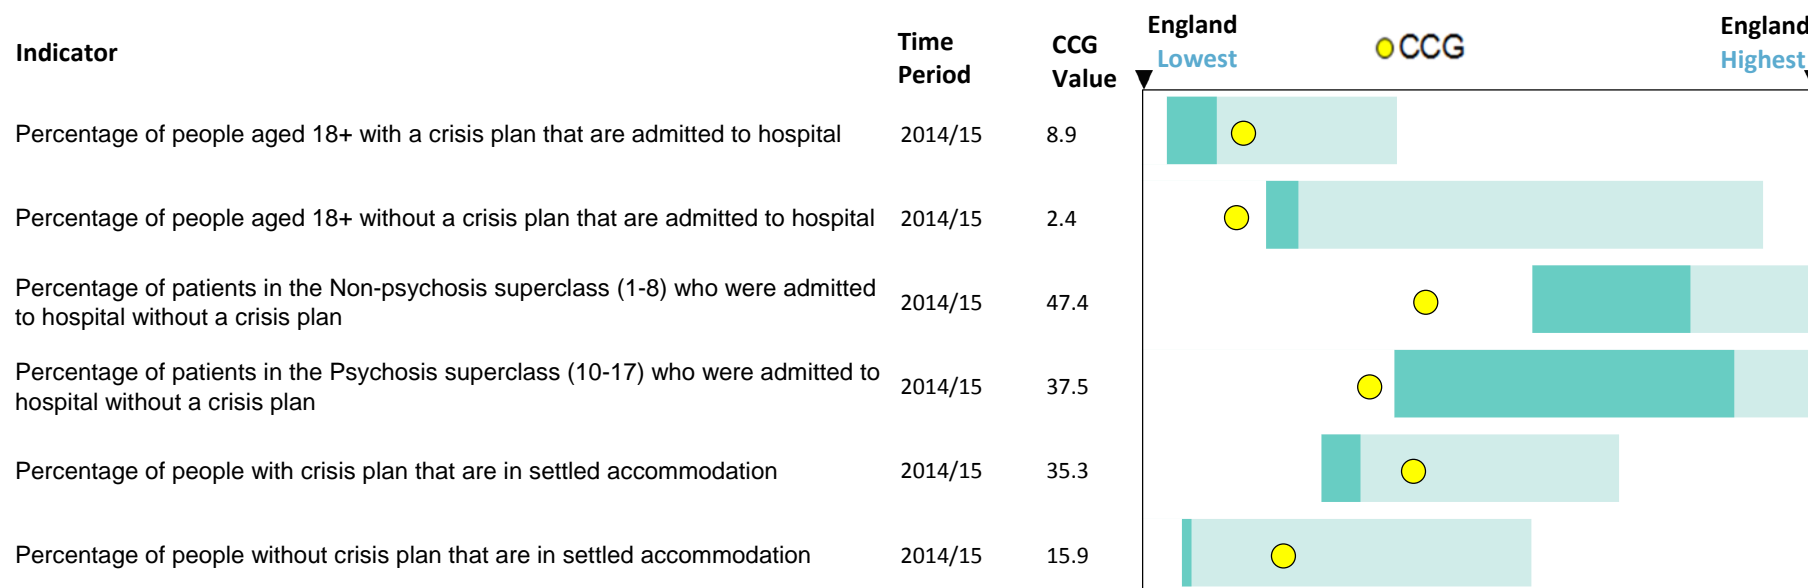 Indicator
Time Period
CCG Value
England Lowest
CCG
England Highest
Percentage of people aged 18+ with a crisis plan that are admitted to hospital 2014/15 8.9
Percentage of people aged 18+ without a crisis plan that are admitted to hospital 2014/15 2.4
Percentage of patients in the Non-psychosis superclass (1-8) who were admitted
to hospital without a crisis plan 2014/15 47.4
Percentage of patients in the Psychosis superclass (10-17) who were admitted to
hospital without a crisis plan 2014/15 37.5
Percentage of people with crisis plan that are in settled accommodation 2014/15 35.3
Percentage of people without crisis plan that are in settled accommodation 2014/15 15.9